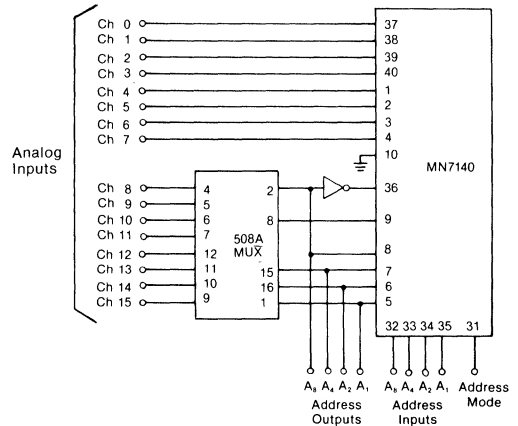 Ch 0 37
Ch 1 38
Ch 2 39
Ch 3 40
Ch 4 1
Ch 5 2
Ch 6 3
Ch 7 4
Analog
Inputs
10
MN7140
Ch 8 4 2 36
Ch 9 5
Ch 10 6 8 9
Ch 11 7
508A
MUX
Ch 12 12 8
Ch 13 11 15 7
Ch 14 10 16 6
Ch 15 9 1 5
32 33 34 35 31
A₈ A₄ A₂ A₁ A₈ A₄ A₂ A₁ Address
Mode
Address
Outputs
Address
Inputs